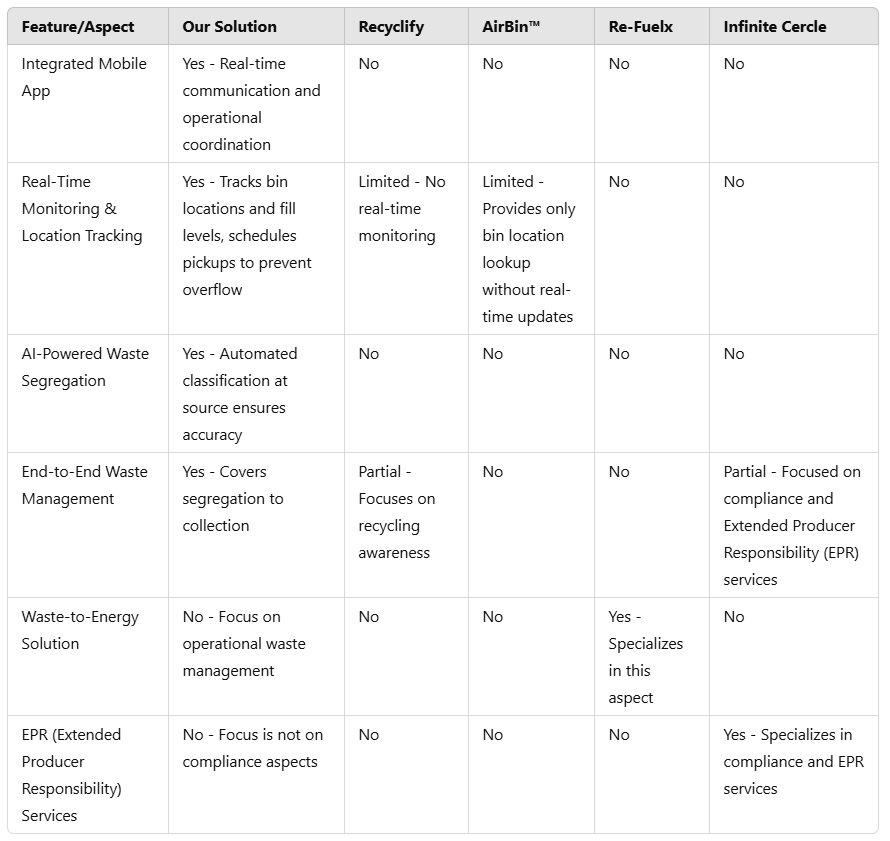 Feature/Aspect
Our Solution
Recyclify
AirBin™
Re-Fuelx
Infinite Cercle
Integrated Mobile
App
Yes - Real-time
communication and
operational
coordination
No
No
No
No
Real-Time
Monitoring &
Location Tracking
Yes - Tracks bin
locations and fill
levels, schedules
pickups to prevent
overflow
Limited - No
real-time
monitoring
Limited -
Provides only
bin location
lookup
without real-
time updates
No
No
AI-Powered Waste
Segregation
Yes - Automated
classification at
source ensures
accuracy
No
No
No
No
End-to-End Waste
Management
Yes - Covers
segregation to
collection
Partial -
Focuses on
recycling
awareness
No
No
Partial - Focused on
compliance and
Extended Producer
Responsibility (EPR)
services
Waste-to-Energy
Solution
No - Focus on
operational waste
management
No
No
Yes -
Specializes
in this
aspect
No
EPR (Extended
Producer
Responsibility)
Services
No - Focus is not on
compliance aspects
No
No
No
Yes - Specializes in
compliance and EPR
services